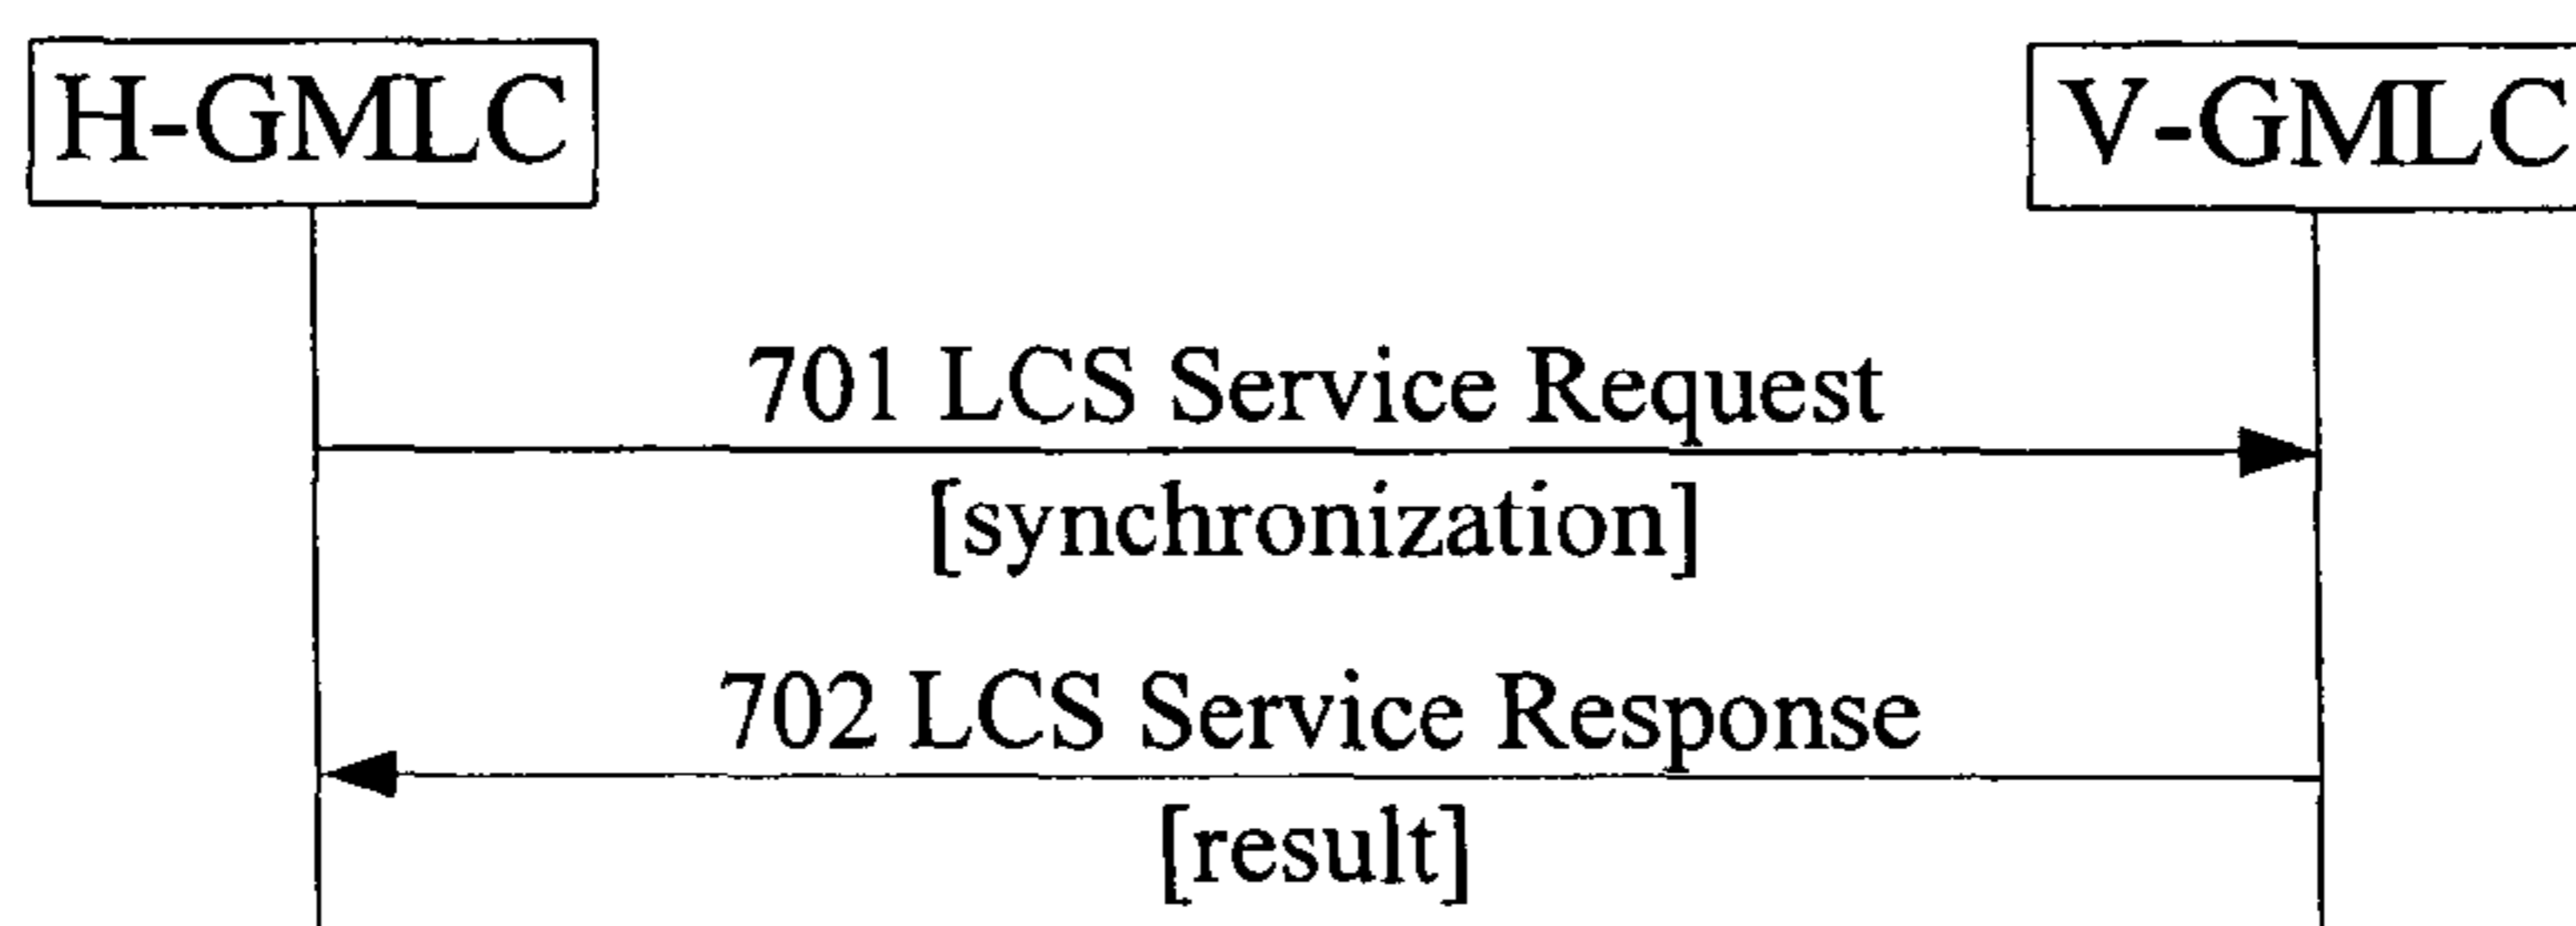 H-GMLC
V-GMLC
701 LCS Service Request
[synchronization]
702 LCS Service Response
[result]